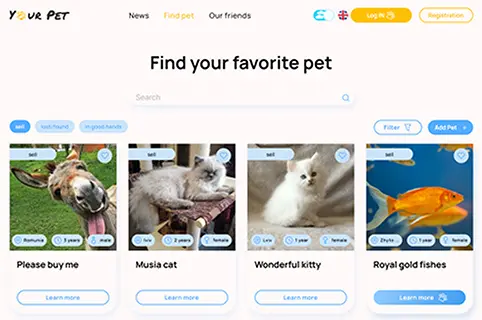 Your Pet
News Find pet Our friends
Log IN
Registration
Find your favorite pet
Search
sell lost/found in good hands
Filter
Add Pet +
sell sell sell sell
Romunia 3 years male
lviv 2 years female
Lviv 1 year female
Zhyto ... 1 year female
Please buy me
Musia cat
Wonderful kitty
Royal gold fishes
Learn more Learn more Learn more Learn more